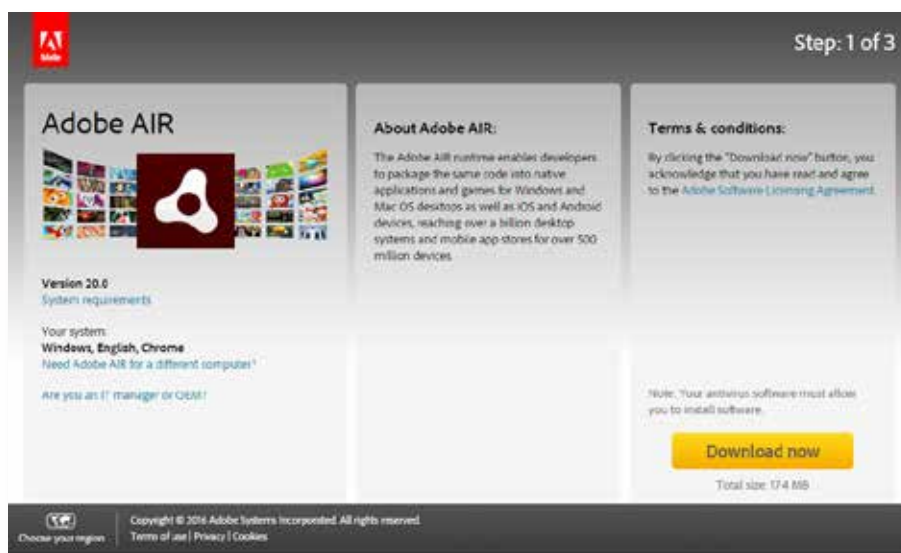 Adobe
Step: 1 of 3
Adobe AIR
Version 20.0
System requirements
Your system:
Windows, English, Chrome
Need Adobe AIR for a different computer?
Are you an IT manager or OEM?
About Adobe AIR:
The Adobe AIR runtime enables developers
to package the same code into native
applications and games for Windows and
Mac OS desktops as well as iOS and Android
devices, reaching over a billion desktop
systems and mobile app stores for over 500
million devices.
Terms & conditions:
By clicking the "Download now" button, you
acknowledge that you have read and agree
to the Adobe Software Licensing Agreement.
Note: Your antivirus software must allow
you to install software.
Download now
Total size: 17.4 MB
Choose your region
Copyright © 2016 Adobe Systems Incorporated. All rights reserved.
Terms of use | Privacy | Cookies